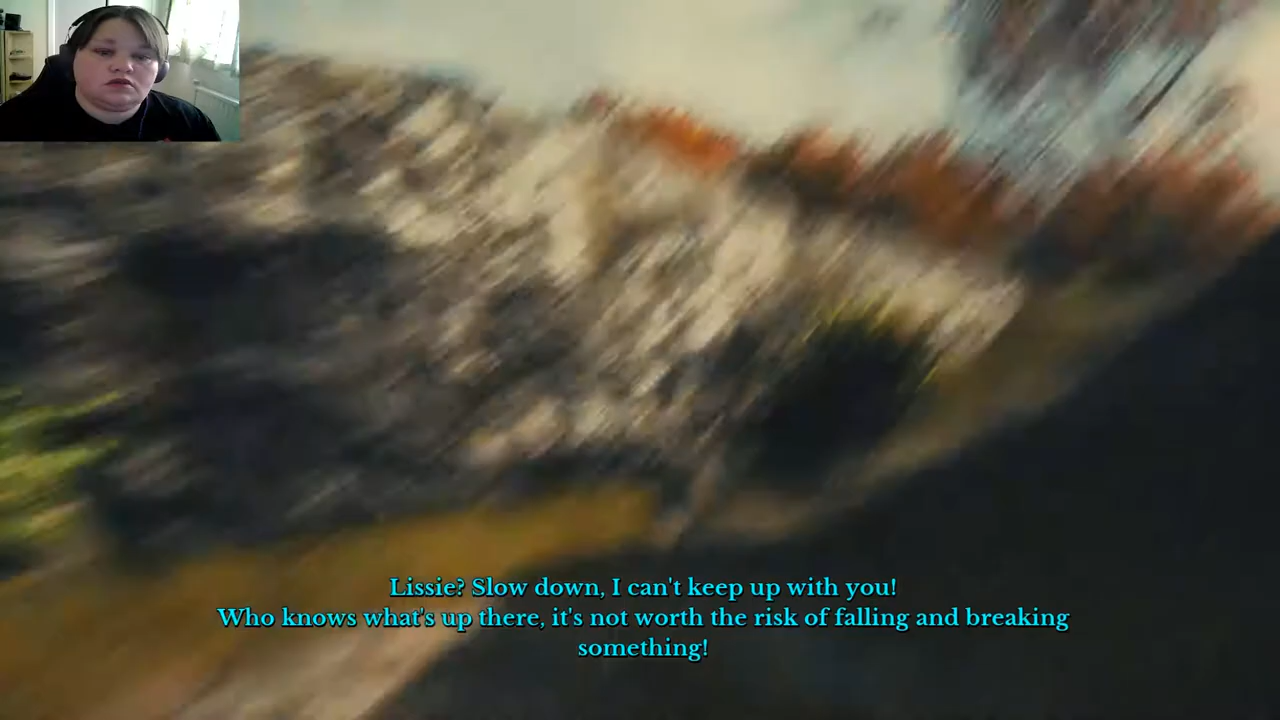 Lissie? Slow down, I can't keep up with you!
Who knows what's up there, it's not worth the risk of falling and breaking
something!